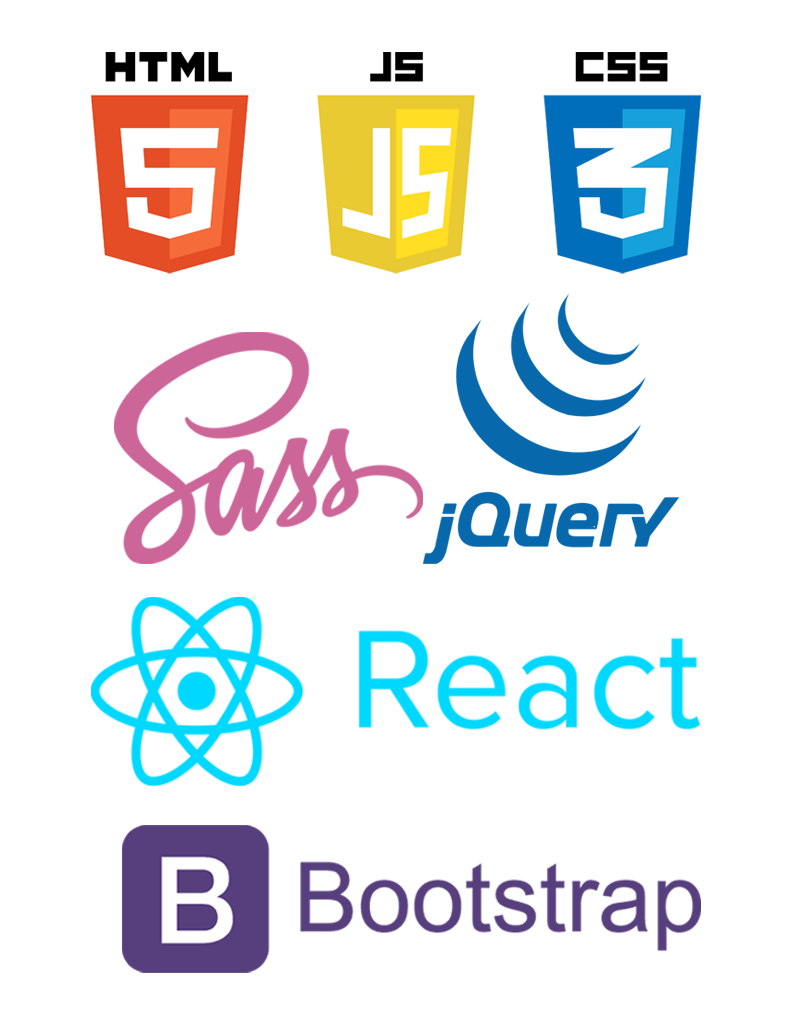 HTML JS CSS
5 JS 3
Sass
jQuery
React
B Bootstrap